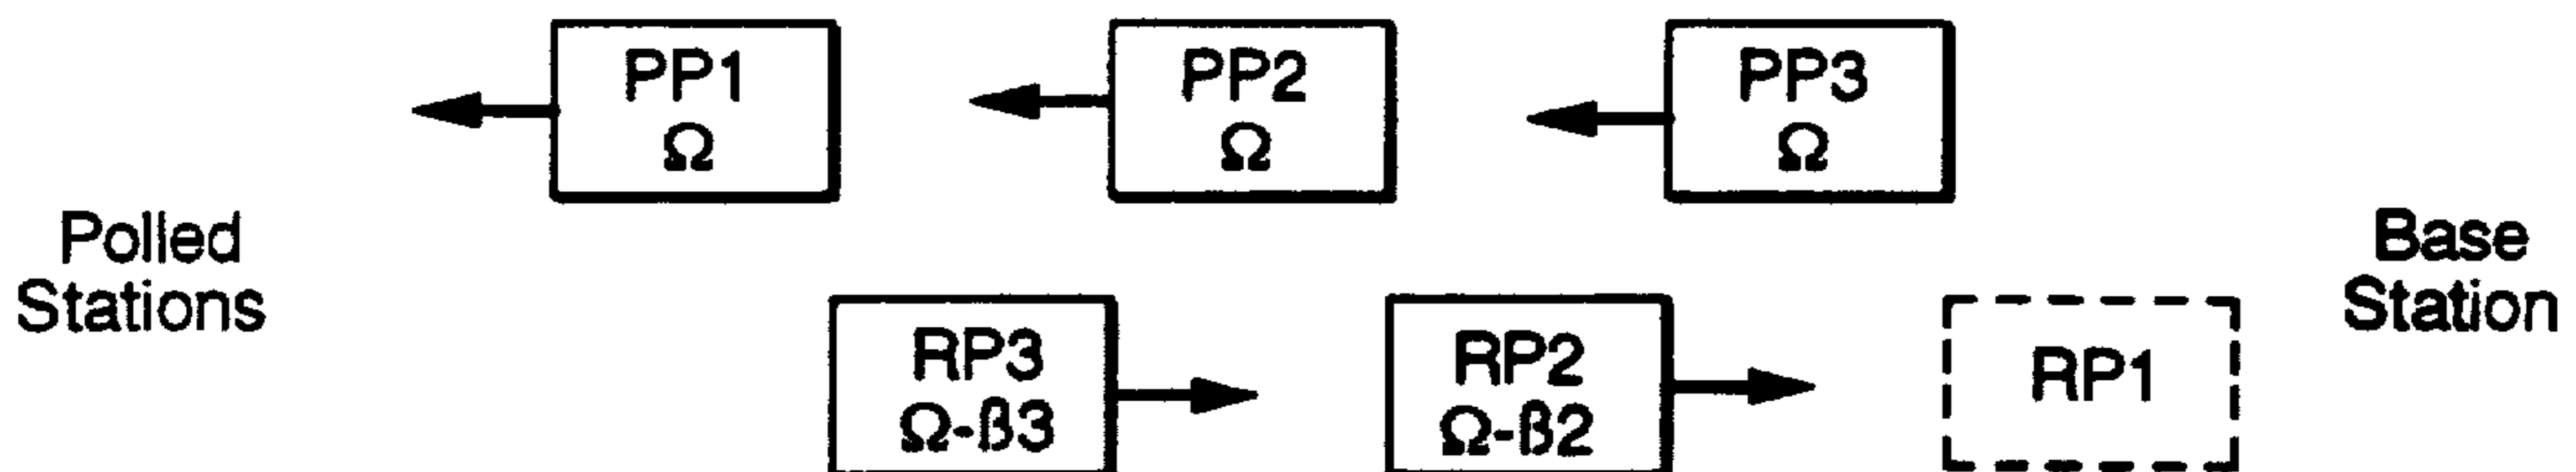 PP1
Ω
PP2
Ω
PP3
Ω
Polled
Stations
Base
Station
RP3
Ω-ß3
RP2
Ω-ß2
RP1